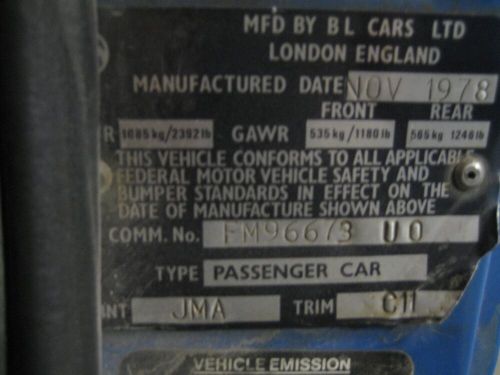 MFD BY BL CARS LTD
LONDON ENGLAND
MANUFACTURED DATE NOV 1978
FRONT REAR
R 1085 kg/2392 lb GAWR 535 kg/1180 lb 565 kg 1246 lb
THIS VEHICLE CONFORMS TO ALL APPLICABLE
FEDERAL MOTOR VEHICLE SAFETY AND
BUMPER STANDARDS IN EFFECT ON THE
DATE OF MANUFACTURE SHOWN ABOVE
COMM. No. FM96673 UO
TYPE PASSENGER CAR
NT JMA TRIM C11
VEHICLE EMISSION